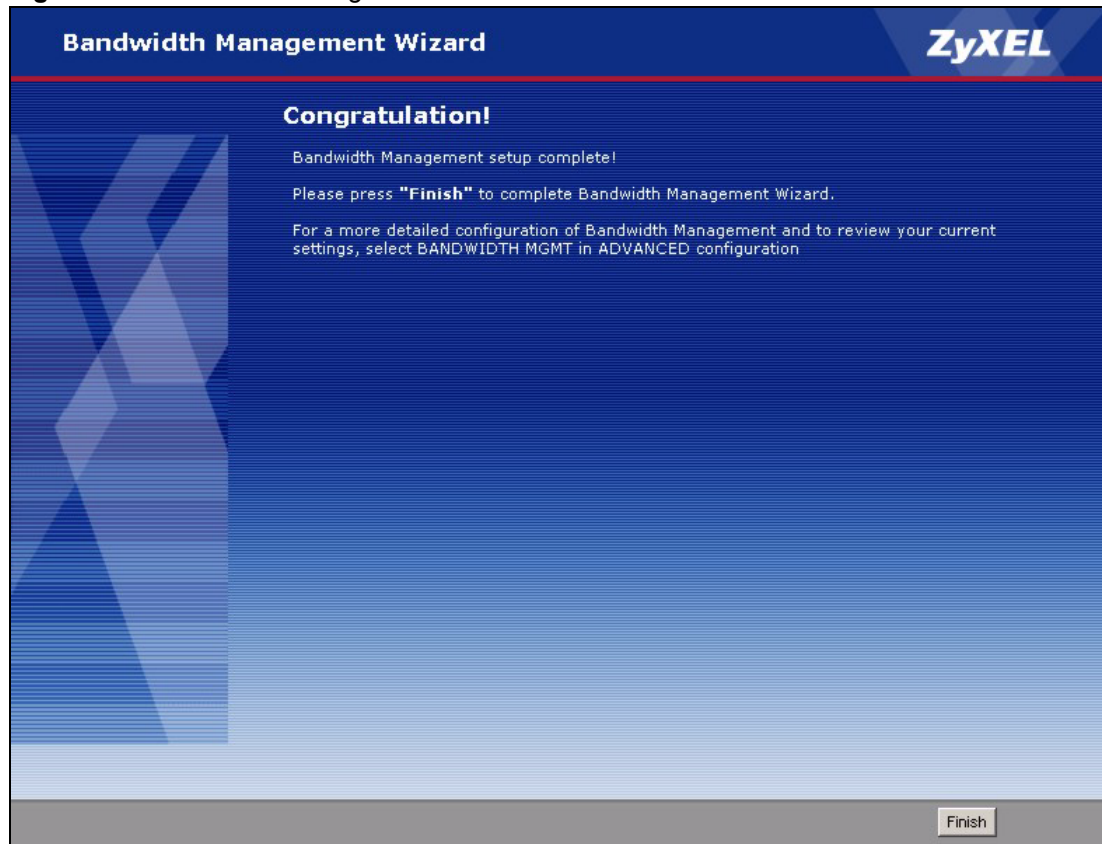 Bandwidth Management Wizard
ZyXEL
Congratulation!
Bandwidth Management setup complete!
Please press "Finish" to complete Bandwidth Management Wizard.
For a more detailed configuration of Bandwidth Management and to review your current
settings, select BANDWIDTH MGMT in ADVANCED configuration
Finish